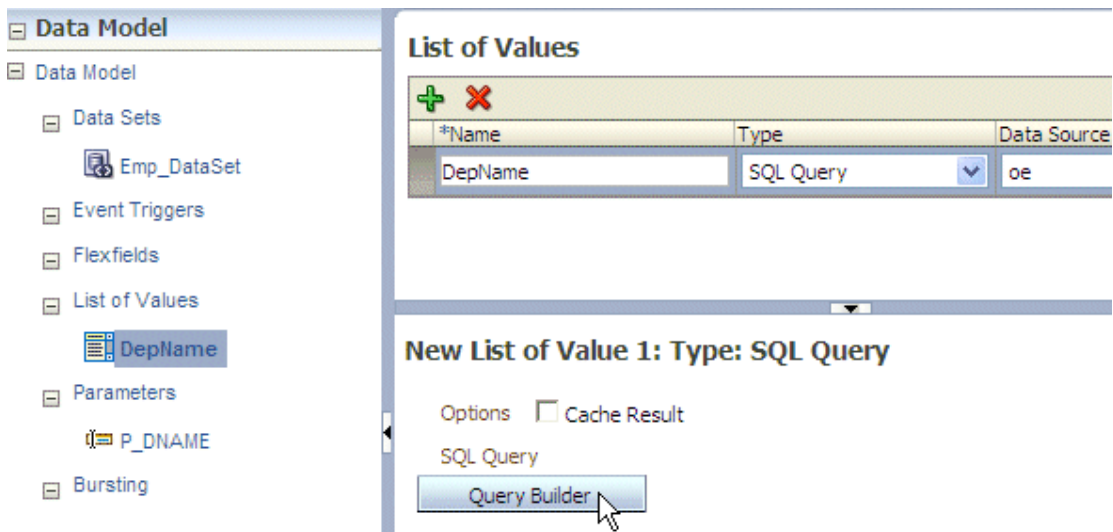 Data Model
Data Model
Data Sets
Emp_DataSet
Event Triggers
Flexfields
List of Values
DepName
Parameters
P_DNAME
Bursting
List of Values
*Name Type Data Source
DepName SQL Query oe
New List of Value 1: Type: SQL Query
Options Cache Result
SQL Query
Query Builder